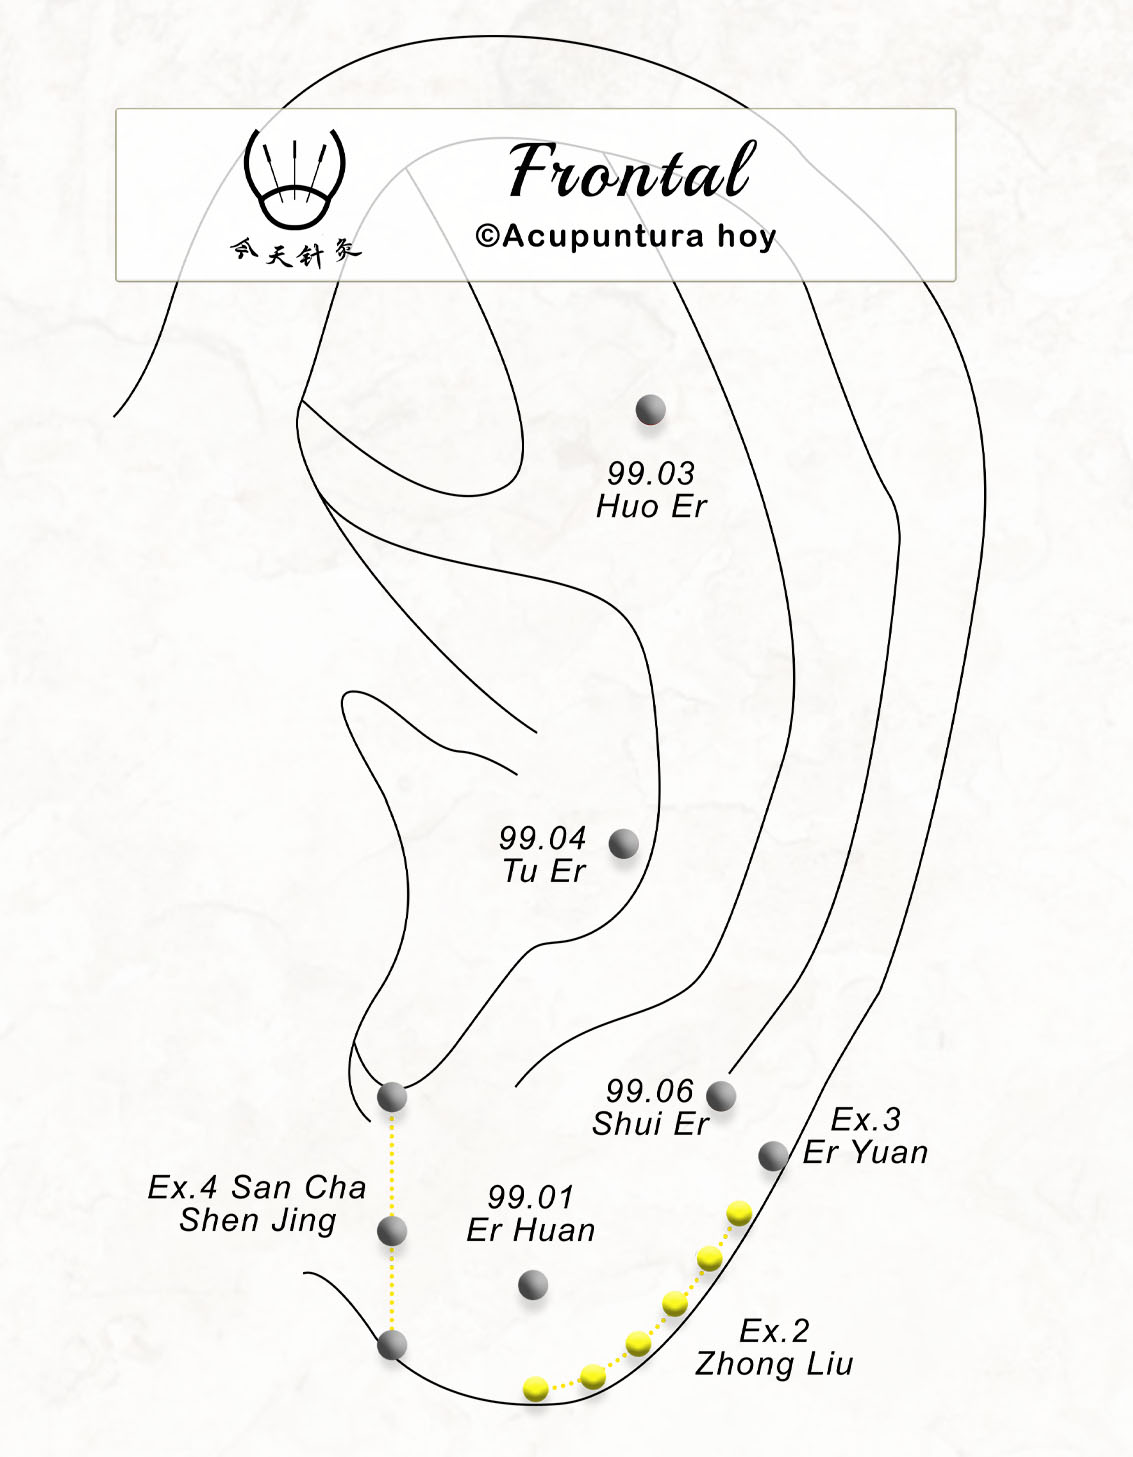 Frontal
©Acupuntura hoy
今天针灸
99.03
Huo Er
99.04
Tu Er
99.06
Shui Er
Ex.3
Er Yuan
Ex.4 San Cha
Shen Jing
99.01
Er Huan
Ex.2
Zhong Liu